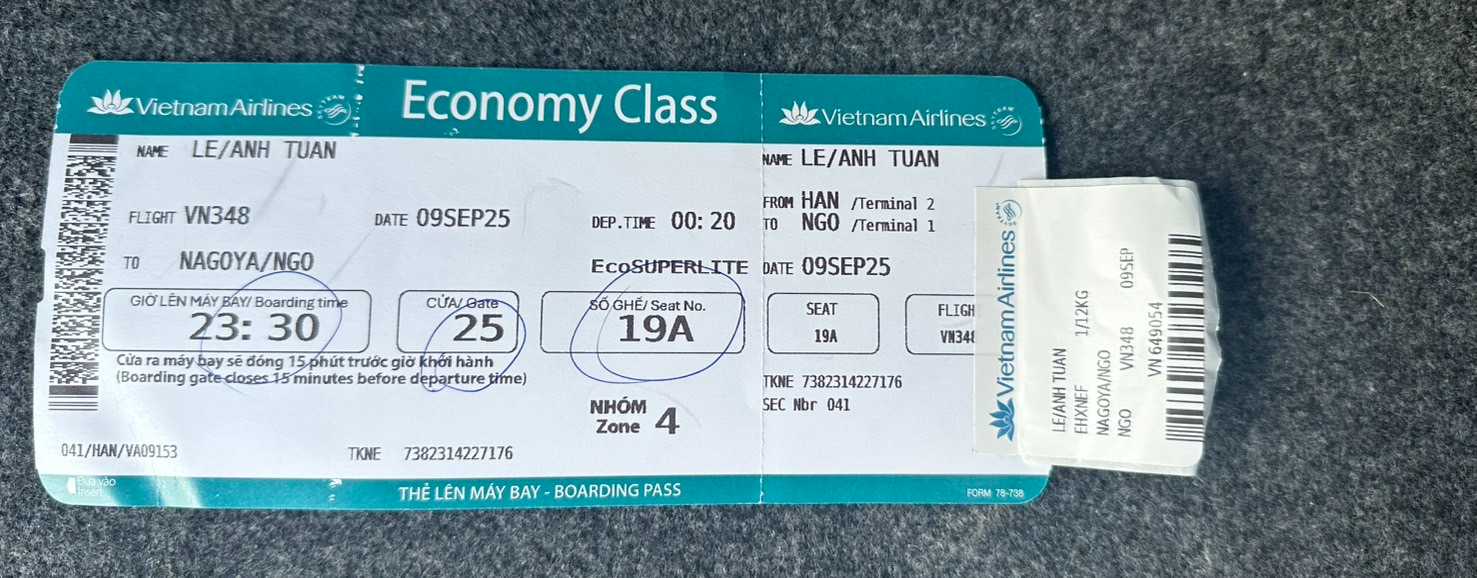 Vietnam Airlines
Economy Class
Vietnam Airlines
NAME LE/ANH TUAN
FLIGHT VN348 DATE 09SEP25 DEP.TIME 00: 20
TO NAGOYA/NGO EcoSUPERLITE
GIỜ LÊN MÁY BAY/ Boarding time
23: 30
CỬA/ Gate
25
SỐ GHẾ/ Seat No.
19A
Cửa ra máy bay sẽ đóng 15 phút trước giờ khởi hành
(Boarding gate closes 15 minutes before departure time)
NHÓM
Zone 4
041/HAN/VA09153 TKNE 7382314227176
Đưa vào
Insert
THẺ LÊN MÁY BAY - BOARDING PASS
NAME LE/ANH TUAN
FROM HAN /Terminal 2
TO NGO /Terminal 1
DATE 09SEP25
SEAT
19A
FLIGH
VN348
TKNE 7382314227176
SEC Nbr 041
FORM 78-738
Vietnam Airlines
LE/ANH TUAN
EHXNEF 1/12KG
NAGOYA/NGO
NGO VN348 09SEP
VN 649054